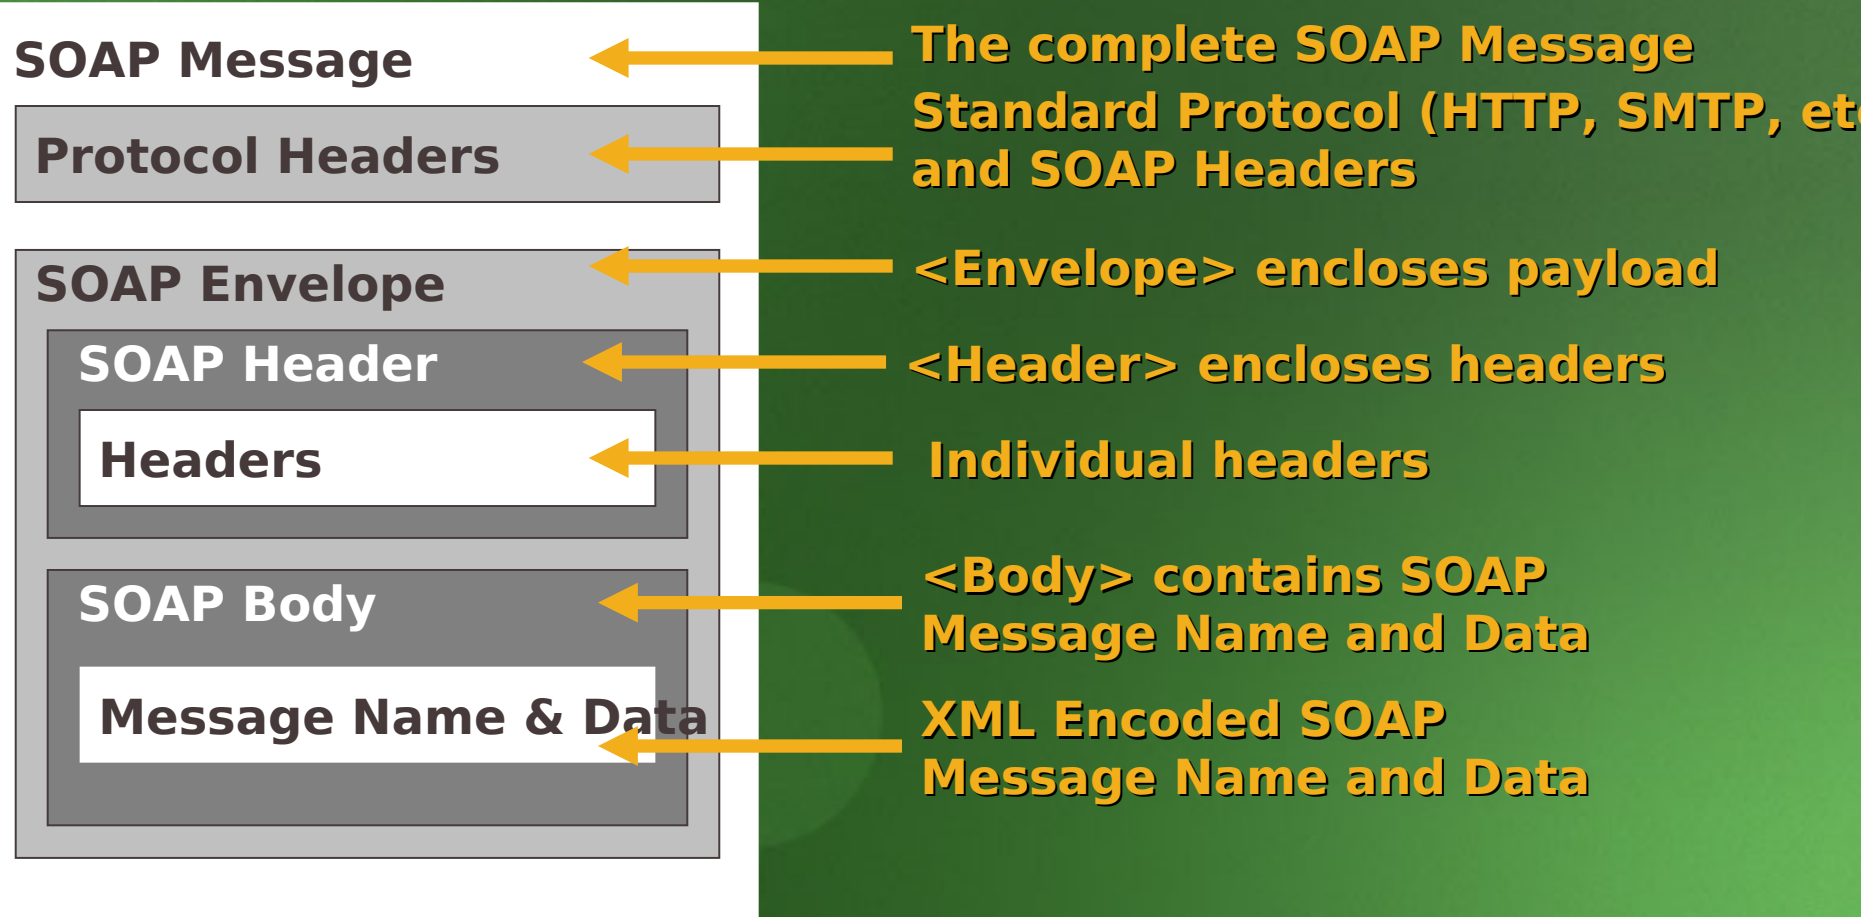 SOAP Message
The complete SOAP Message
Protocol Headers
Standard Protocol (HTTP, SMTP,
and SOAP Headers
SOAP Envelope
<Envelope> encloses payload
SOAP Header
<Header> encloses headers
Headers
Individual headers
SOAP Body
<Body> contains SOAP
Message Name and Data
Message Name & Data
XML Encoded SOAP
Message Name and Data